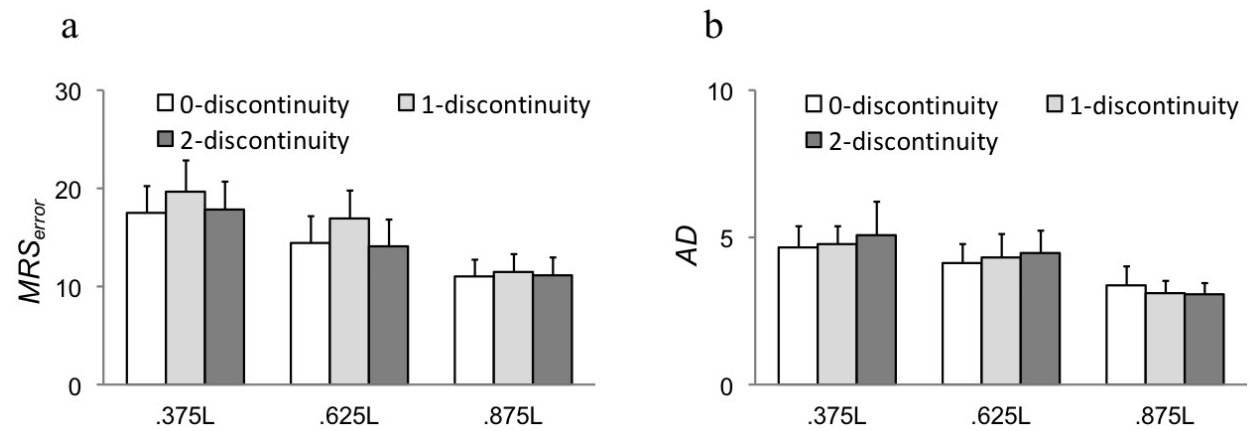 a
30
0-discontinuity 1-discontinuity
2-discontinuity
20
10
0
MRSerror
.375L .625L .875L
b
10
0-discontinuity 1-discontinuity
2-discontinuity
5
0
AD
.375L .625L .875L